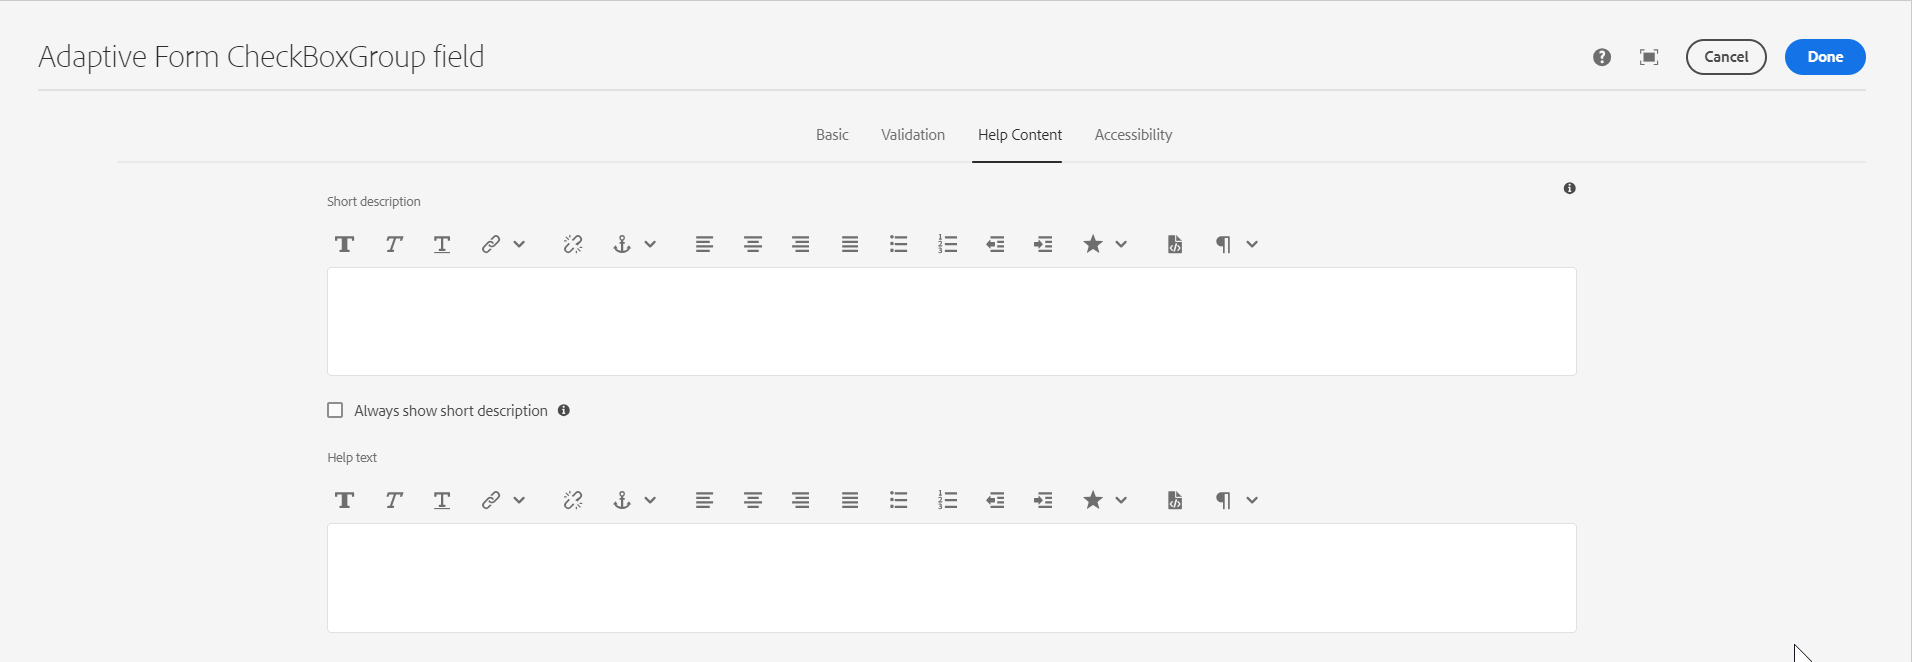 Adaptive Form CheckBoxGroup field
Cancel
Done
Basic
Validation
Help Content
Accessibility
Short description
Always show short description
Help text